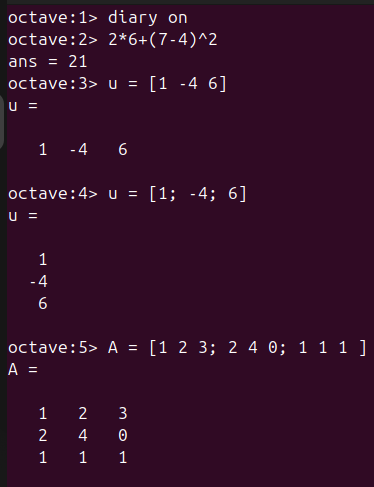 octave:1> diary on
octave:2> 2*6+(7-4)^2
ans = 21
octave:3> u = [1 -4 6]
u =
1 -4 6
octave:4> u = [1; -4; 6]
u =
1
-4
6
octave:5> A = [1 2 3; 2 4 0; 1 1 1 ]
A =
1 2 3
2 4 0
1 1 1